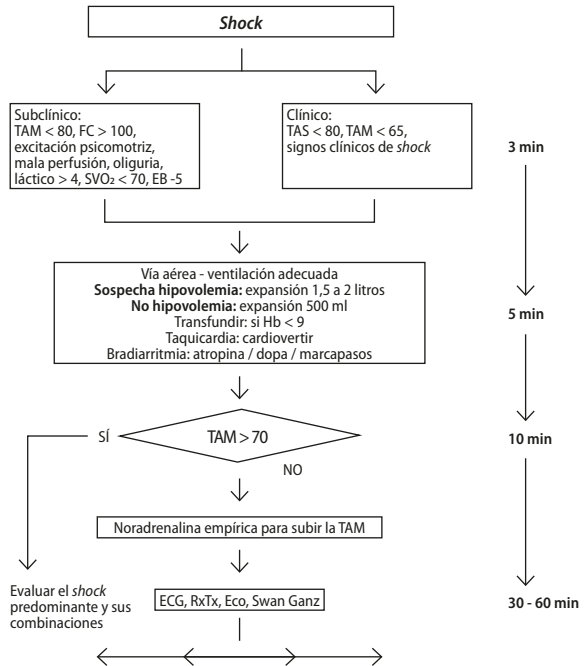 Shock
Subclínico:
TAM < 80, FC > 100,
excitación psicomotriz,
mala perfusión, oliguria,
láctico > 4, SVO₂ < 70, EB -5
Clínico:
TAS < 80, TAM < 65,
signos clínicos de shock
3 min
Vía aérea - ventilación adecuada
Sospecha hipovolemia: expansión 1,5 a 2 litros
No hipovolemia: expansión 500 ml
Transfundir: si Hb < 9
Taquicardia: cardiovertir
Bradiarritmia: atropina / dopa / marcapasos
5 min
SÍ
TAM > 70
NO
10 min
Noradrenalina empírica para subir la TAM
Evaluar el shock
predominante y sus
combinaciones
ECG, RxTx, Eco, Swan Ganz
30 - 60 min